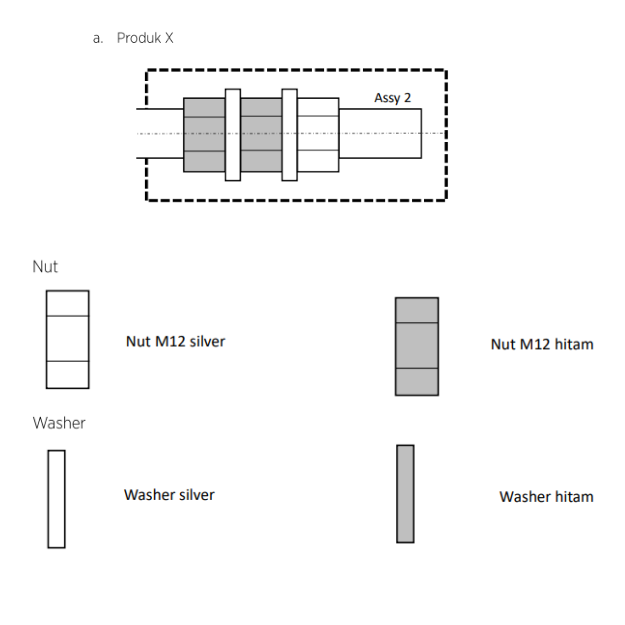 a. Produk X
Assy 2
Nut
Nut M12 silver
Nut M12 hitam
Washer
Washer silver
Washer hitam